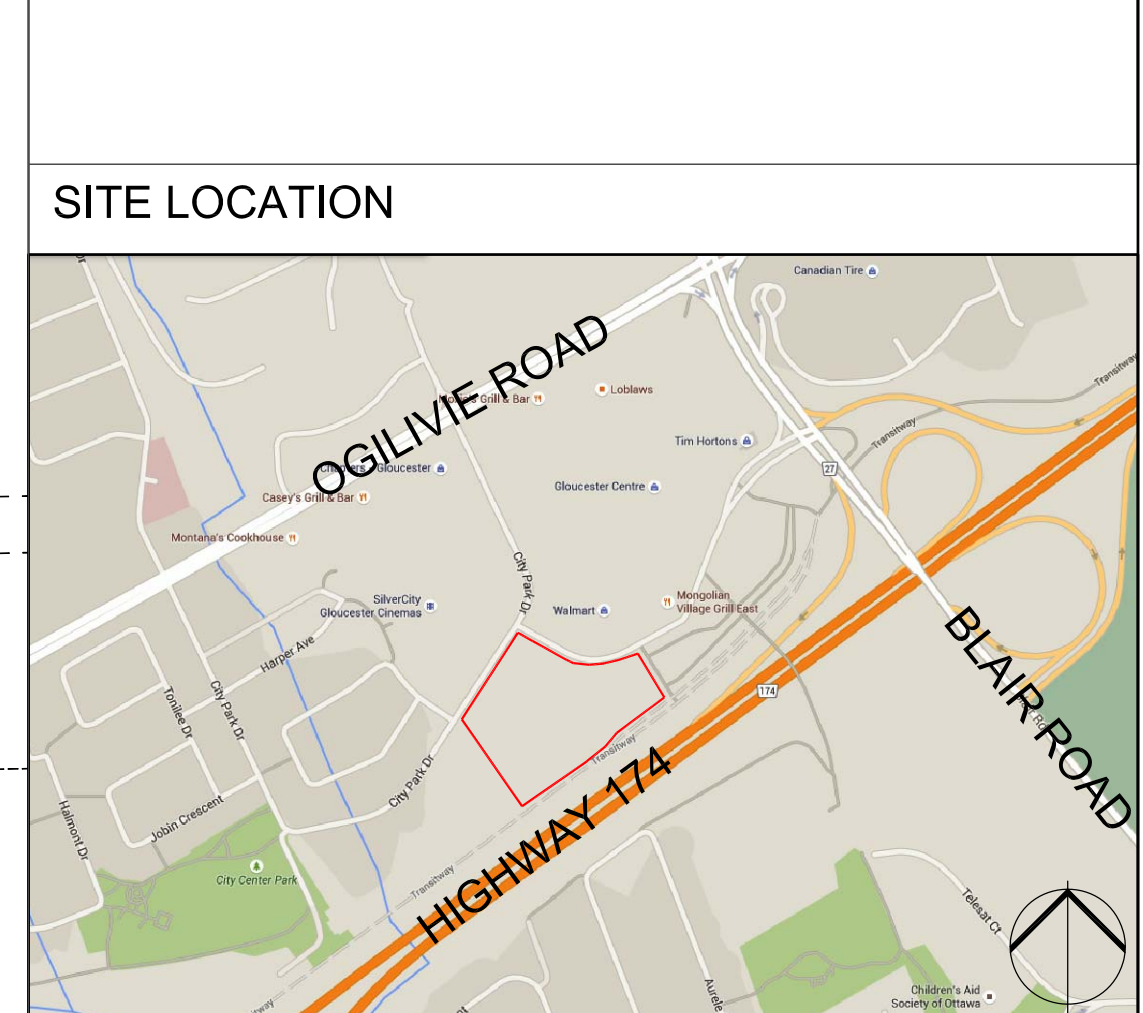 SITE LOCATION
Canadian Tire
Transitway
OGILIVIE ROAD
Loblaws
Grill & Bar
Tim Hortons
Transitway
Gloucester
27
Casey's Grill & Bar
Gloucester Centre
Montana's Cookhouse
City Park Dr
SilverCity
Gloucester Cinemas
Walmart
Mongolian
Village Grill East
BLAIR ROAD
Harper Ave
Tonilee Dr
City Park Dr
174
Transitway
City Park Dr
HIGHWAY 174
Halmont Dr
Jobin Crescent
City Center Park
Transitway
Telesat Ct
Aurele
Children's Aid
Society of Ottawa